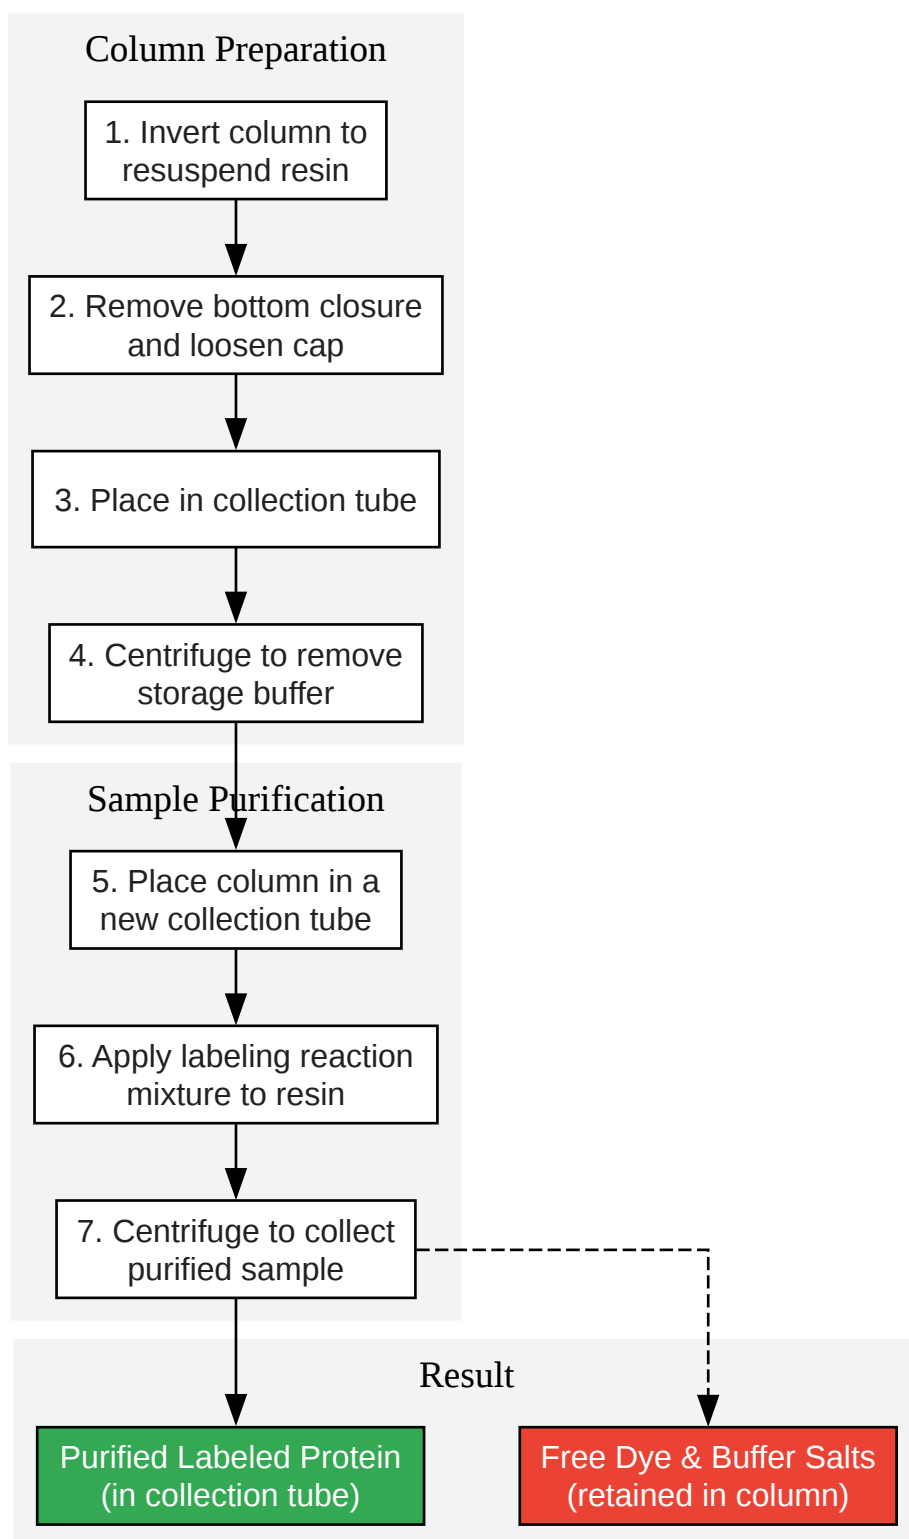 Column Preparation
1. Invert column to
resuspend resin
2. Remove bottom closure
and loosen cap
3. Place in collection tube
4. Centrifuge to remove
storage buffer
Sample Purification
5. Place column in a
new collection tube
6. Apply labeling reaction
mixture to resin
7. Centrifuge to collect
purified sample
Result
Purified Labeled Protein
(in collection tube)
Free Dye & Buffer Salts
(retained in column)